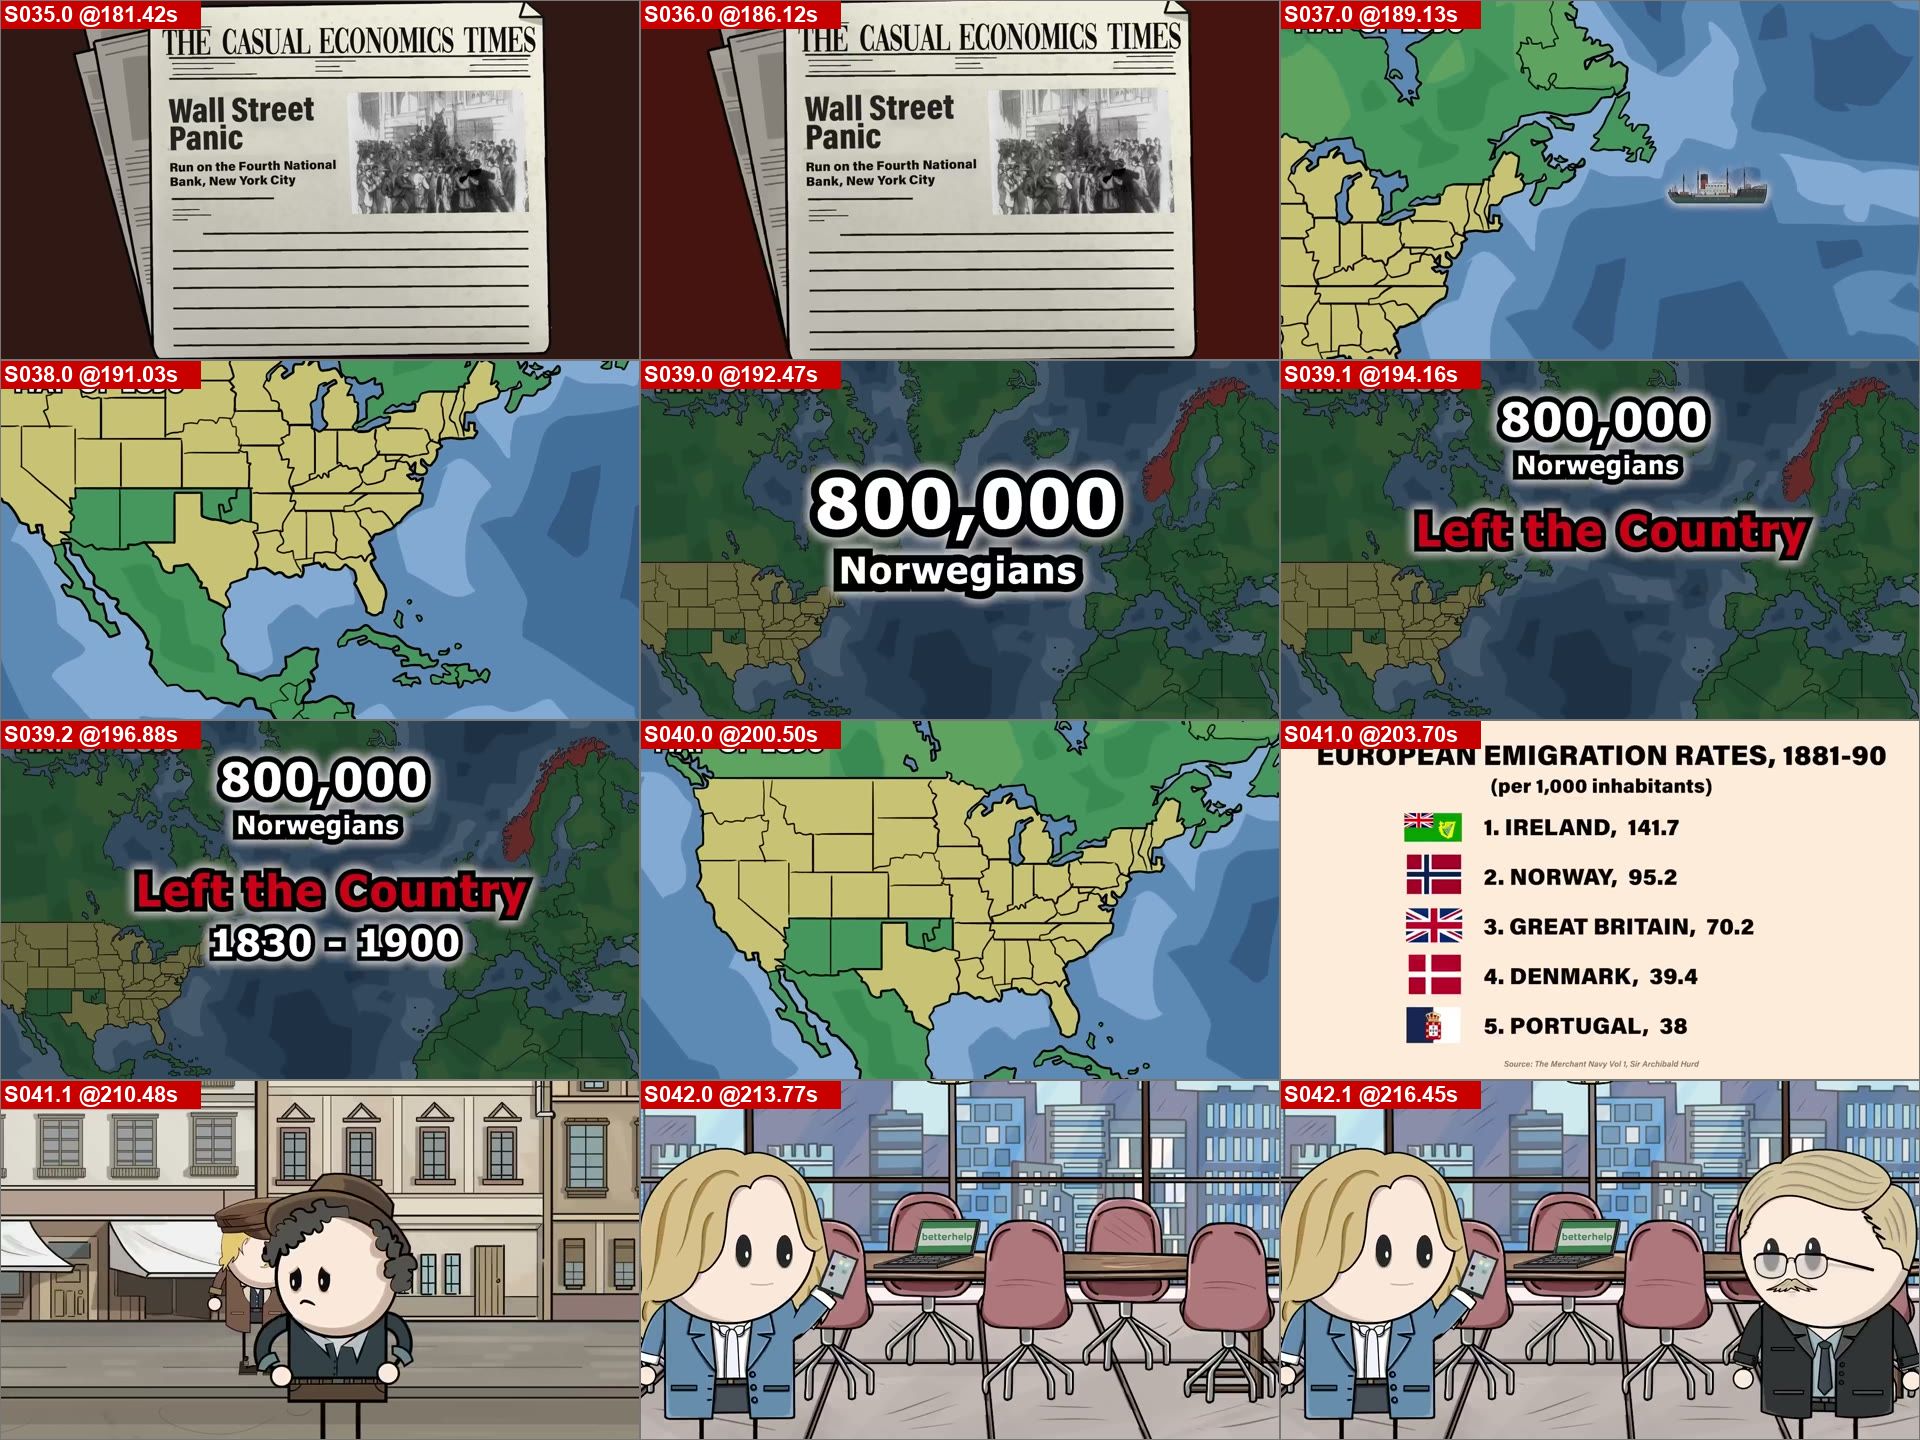 S035.0 @181.42s
THE CASUAL ECONOMICS TIMES
Wall Street
Panic
Run on the Fourth National
Bank, New York City
S036.0 @186.12s
THE CASUAL ECONOMICS TIMES
Wall Street
Panic
Run on the Fourth National
Bank, New York City
S037.0 @189.13s
S038.0 @191.03s
S039.0 @192.47s
800,000
Norwegians
S039.1 @194.16s
800,000
Norwegians
Left the Country
S039.2 @196.88s
800,000
Norwegians
Left the Country
1830 - 1900
S040.0 @200.50s
S041.0 @203.70s
EUROPEAN EMIGRATION RATES, 1881-90
(per 1,000 inhabitants)
1. IRELAND, 141.7
2. NORWAY, 95.2
3. GREAT BRITAIN, 70.2
4. DENMARK, 39.4
5. PORTUGAL, 38
Source: The Merchant Navy Vol 1, Sir Archibald Hurd
S041.1 @210.48s
S042.0 @213.77s
betterhelp
S042.1 @216.45s
betterhelp